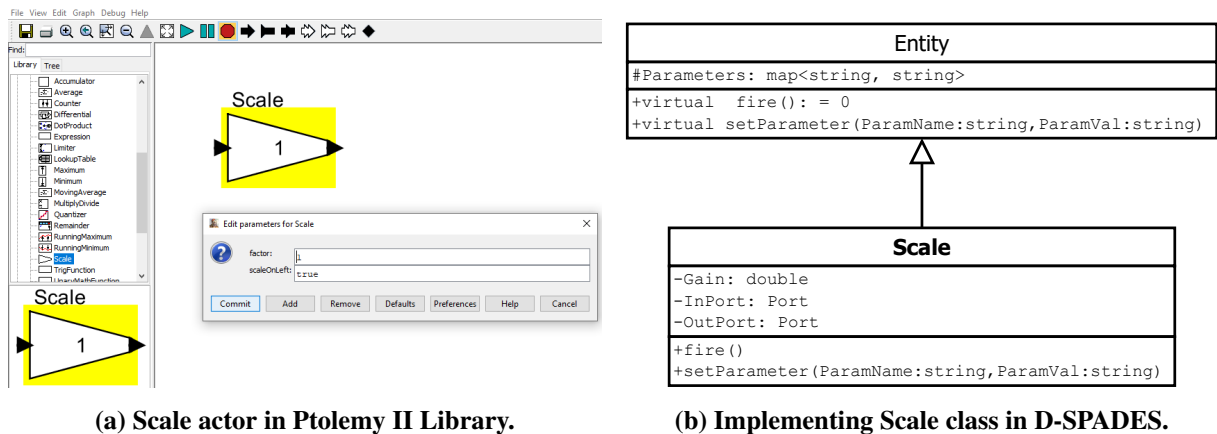 File View Edit Graph Debug Help
Find:
Library Tree
Accumulator
Average
Counter
Differential
DotProduct
Expression
Limiter
LookupTable
Maximum
Minimum
MovingAverage
MultiplyDivide
Quantizer
Remainder
RunningMaximum
RunningMinimum
Scale
TrigFunction
UnaryMathFunction
Scale
1
Scale
1
Edit parameters for Scale
factor: 1
scaleOnLeft: true
Commit Add Remove Defaults Preferences Help Cancel
(a) Scale actor in Ptolemy II Library.
Entity
#Parameters: map<string, string>
+virtual fire(): = 0
+virtual setParameter(ParamName:string,ParamVal:string)
Scale
-Gain: double
-InPort: Port
-OutPort: Port
+fire()
+setParameter(ParamName:string,ParamVal:string)
(b) Implementing Scale class in D-SPADES.